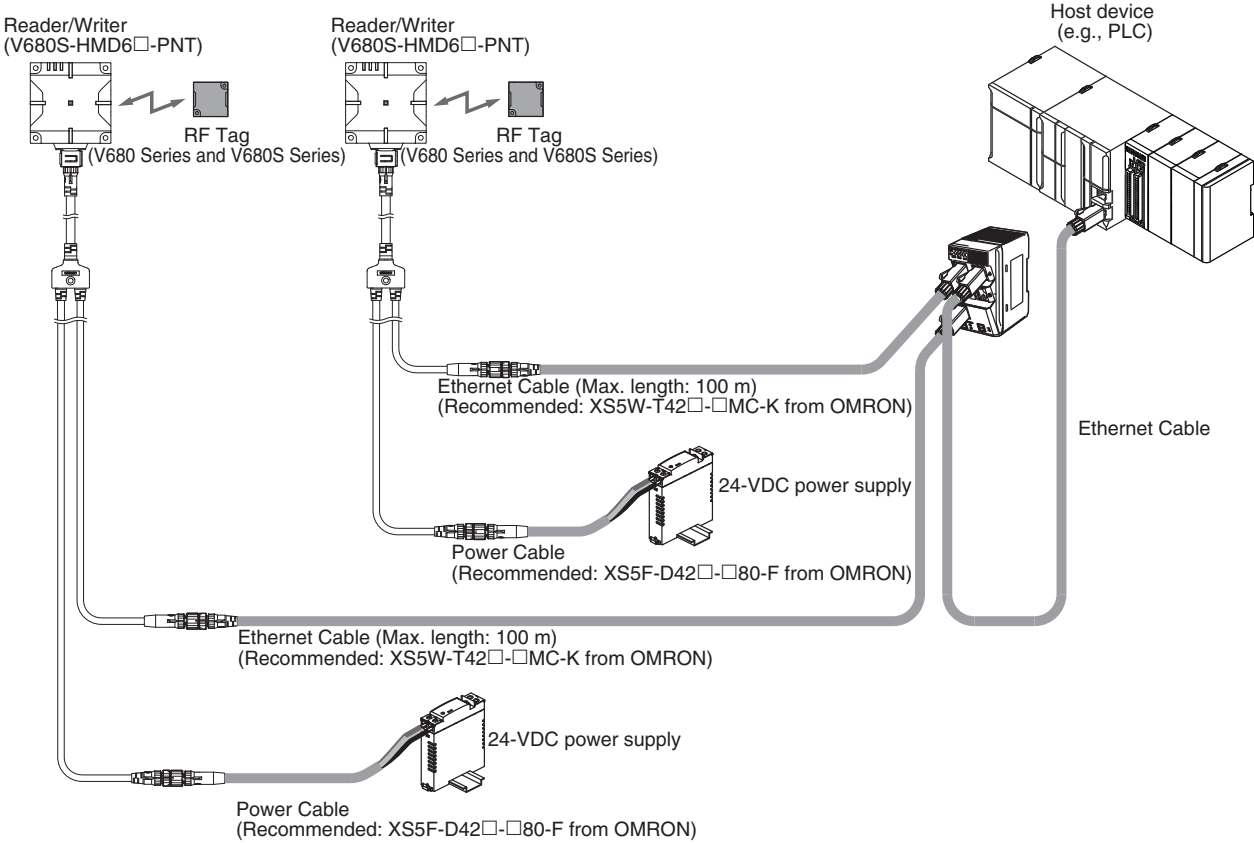 Reader/Writer
(V680S-HMD6□-PNT)
Reader/Writer
(V680S-HMD6□-PNT)
Host device
(e.g., PLC)
RF Tag
(V680 Series and V680S Series)
RF Tag
(V680 Series and V680S Series)
Ethernet Cable (Max. length: 100 m)
(Recommended: XS5W-T42□-□MC-K from OMRON)
Ethernet Cable
24-VDC power supply
Power Cable
(Recommended: XS5F-D42□-□80-F from OMRON)
Ethernet Cable (Max. length: 100 m)
(Recommended: XS5W-T42□-□MC-K from OMRON)
24-VDC power supply
Power Cable
(Recommended: XS5F-D42□-□80-F from OMRON)